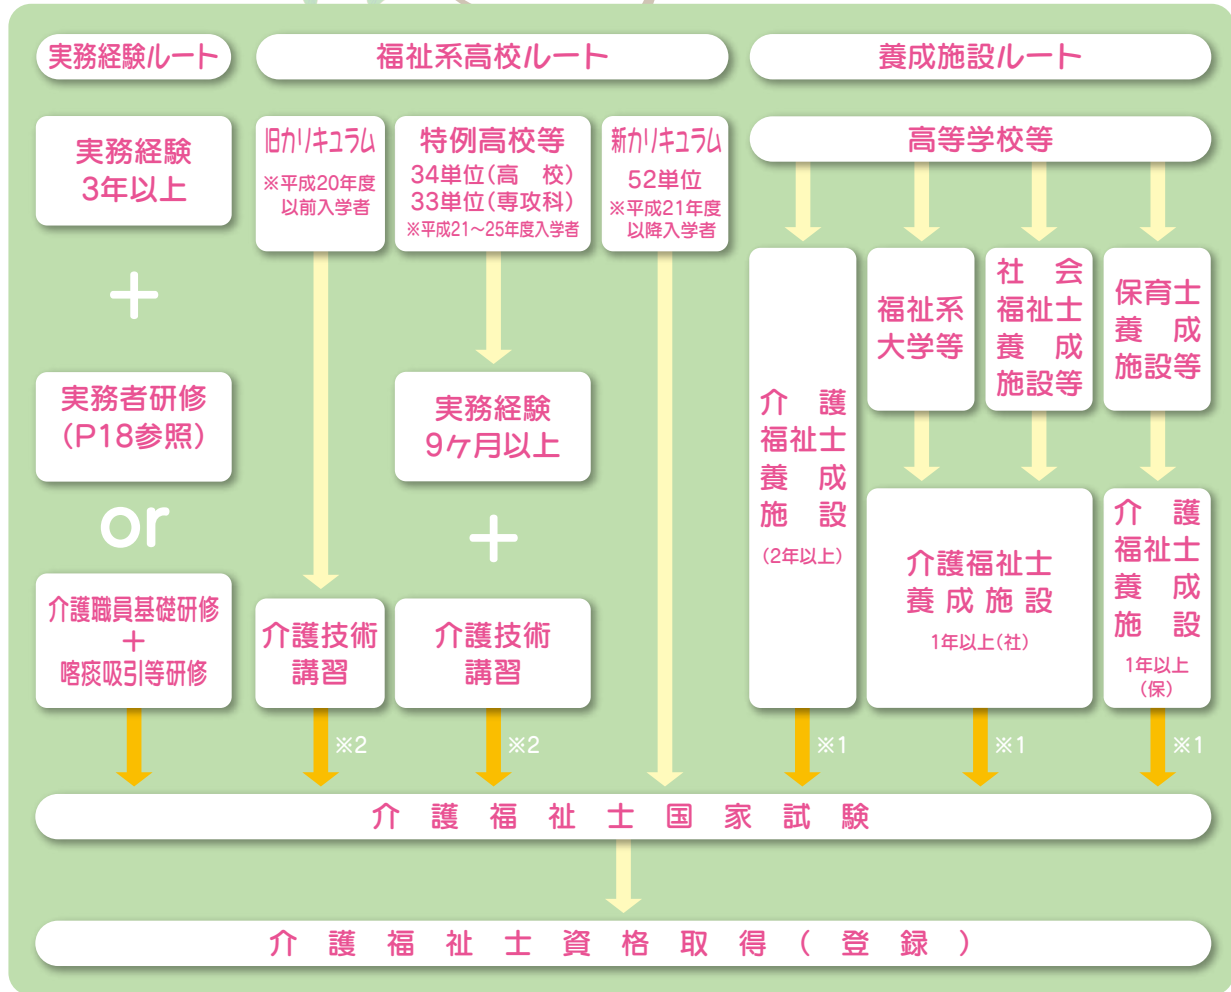 実務経験ルート
福祉系高校ルート
養成施設ルート
実務経験
3年以上
＋
実務者研修
(P18参照)
or
介護職員基礎研修
＋
喀痰吸引等研修
旧カリキュラム
※平成20年度
以前入学者
介護技術
講習
※2
特例高校等
34単位(高　校)
33単位(専攻科)
※平成21〜25年度入学者
実務経験
9ケ月以上
＋
介護技術
講習
※2
新カリキュラム
52単位
※平成21年度
以降入学者
高等学校等
介　護
福祉士
養　成
施　設
(2年以上)
※1
福祉系
大学等
社　会
福祉士
養　成
施設等
介護福祉士
養成施設
1年以上(社)
※1
保育士
養　成
施設等
介　護
福祉士
養　成
施　設
1年以上
(保)
※1
介護福祉士国家試験
介護福祉士資格取得(登録)